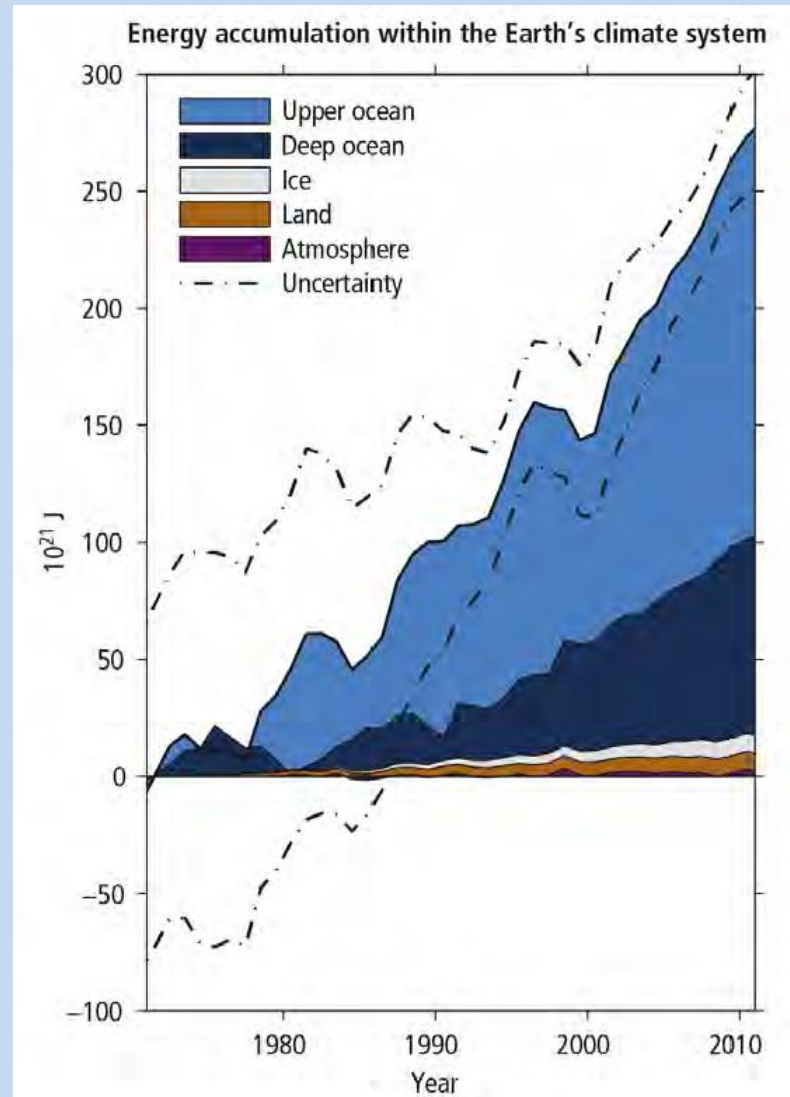 Energy accumulation within the Earth's climate system
300
250
200
150
100
50
0
−50
−100
10²¹ J
Upper ocean
Deep ocean
Ice
Land
Atmosphere
Uncertainty
1980
1990
2000
2010
Year